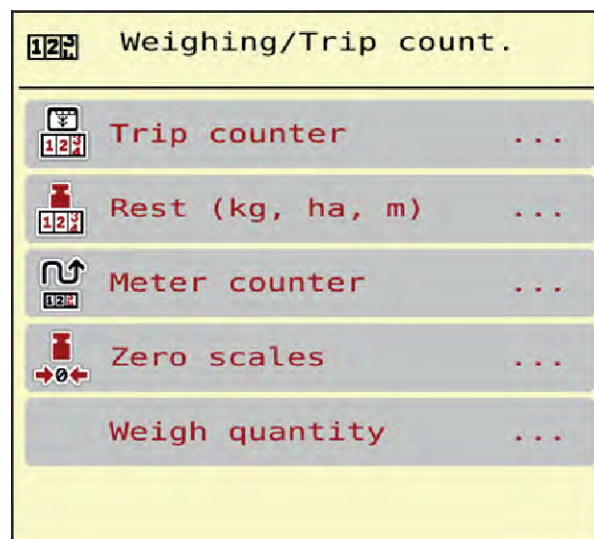 Weighing/Trip count.
Trip counter ...
Rest (kg, ha, m) ...
Meter counter ...
Zero scales ...
Weigh quantity ...